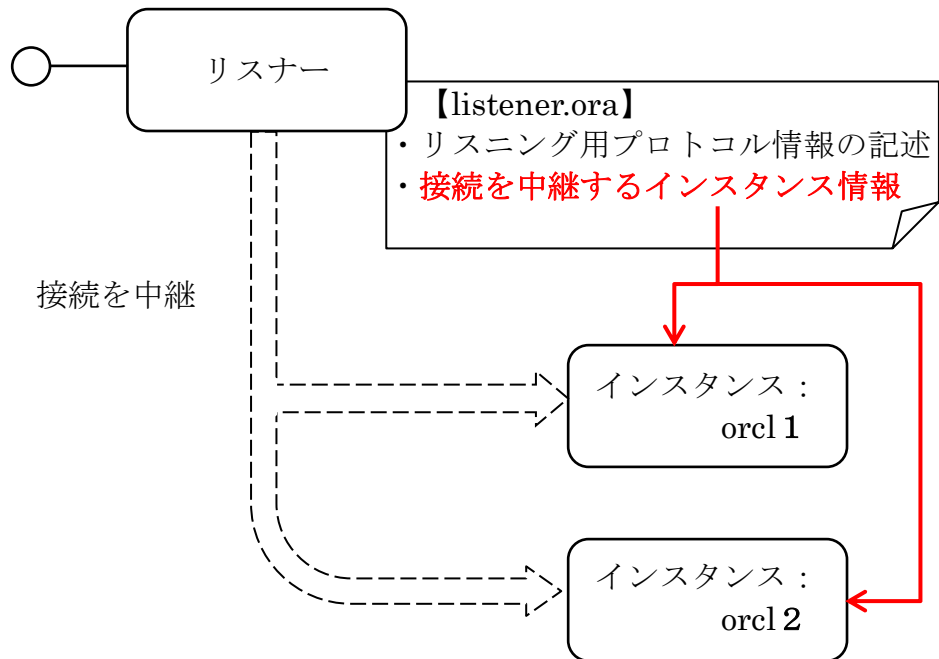 リスナー
【listener.ora】
・リスニング用プロトコル情報の記述
・接続を中継するインスタンス情報
接続を中継
インスタンス：
orcl１
インスタンス：
orcl２